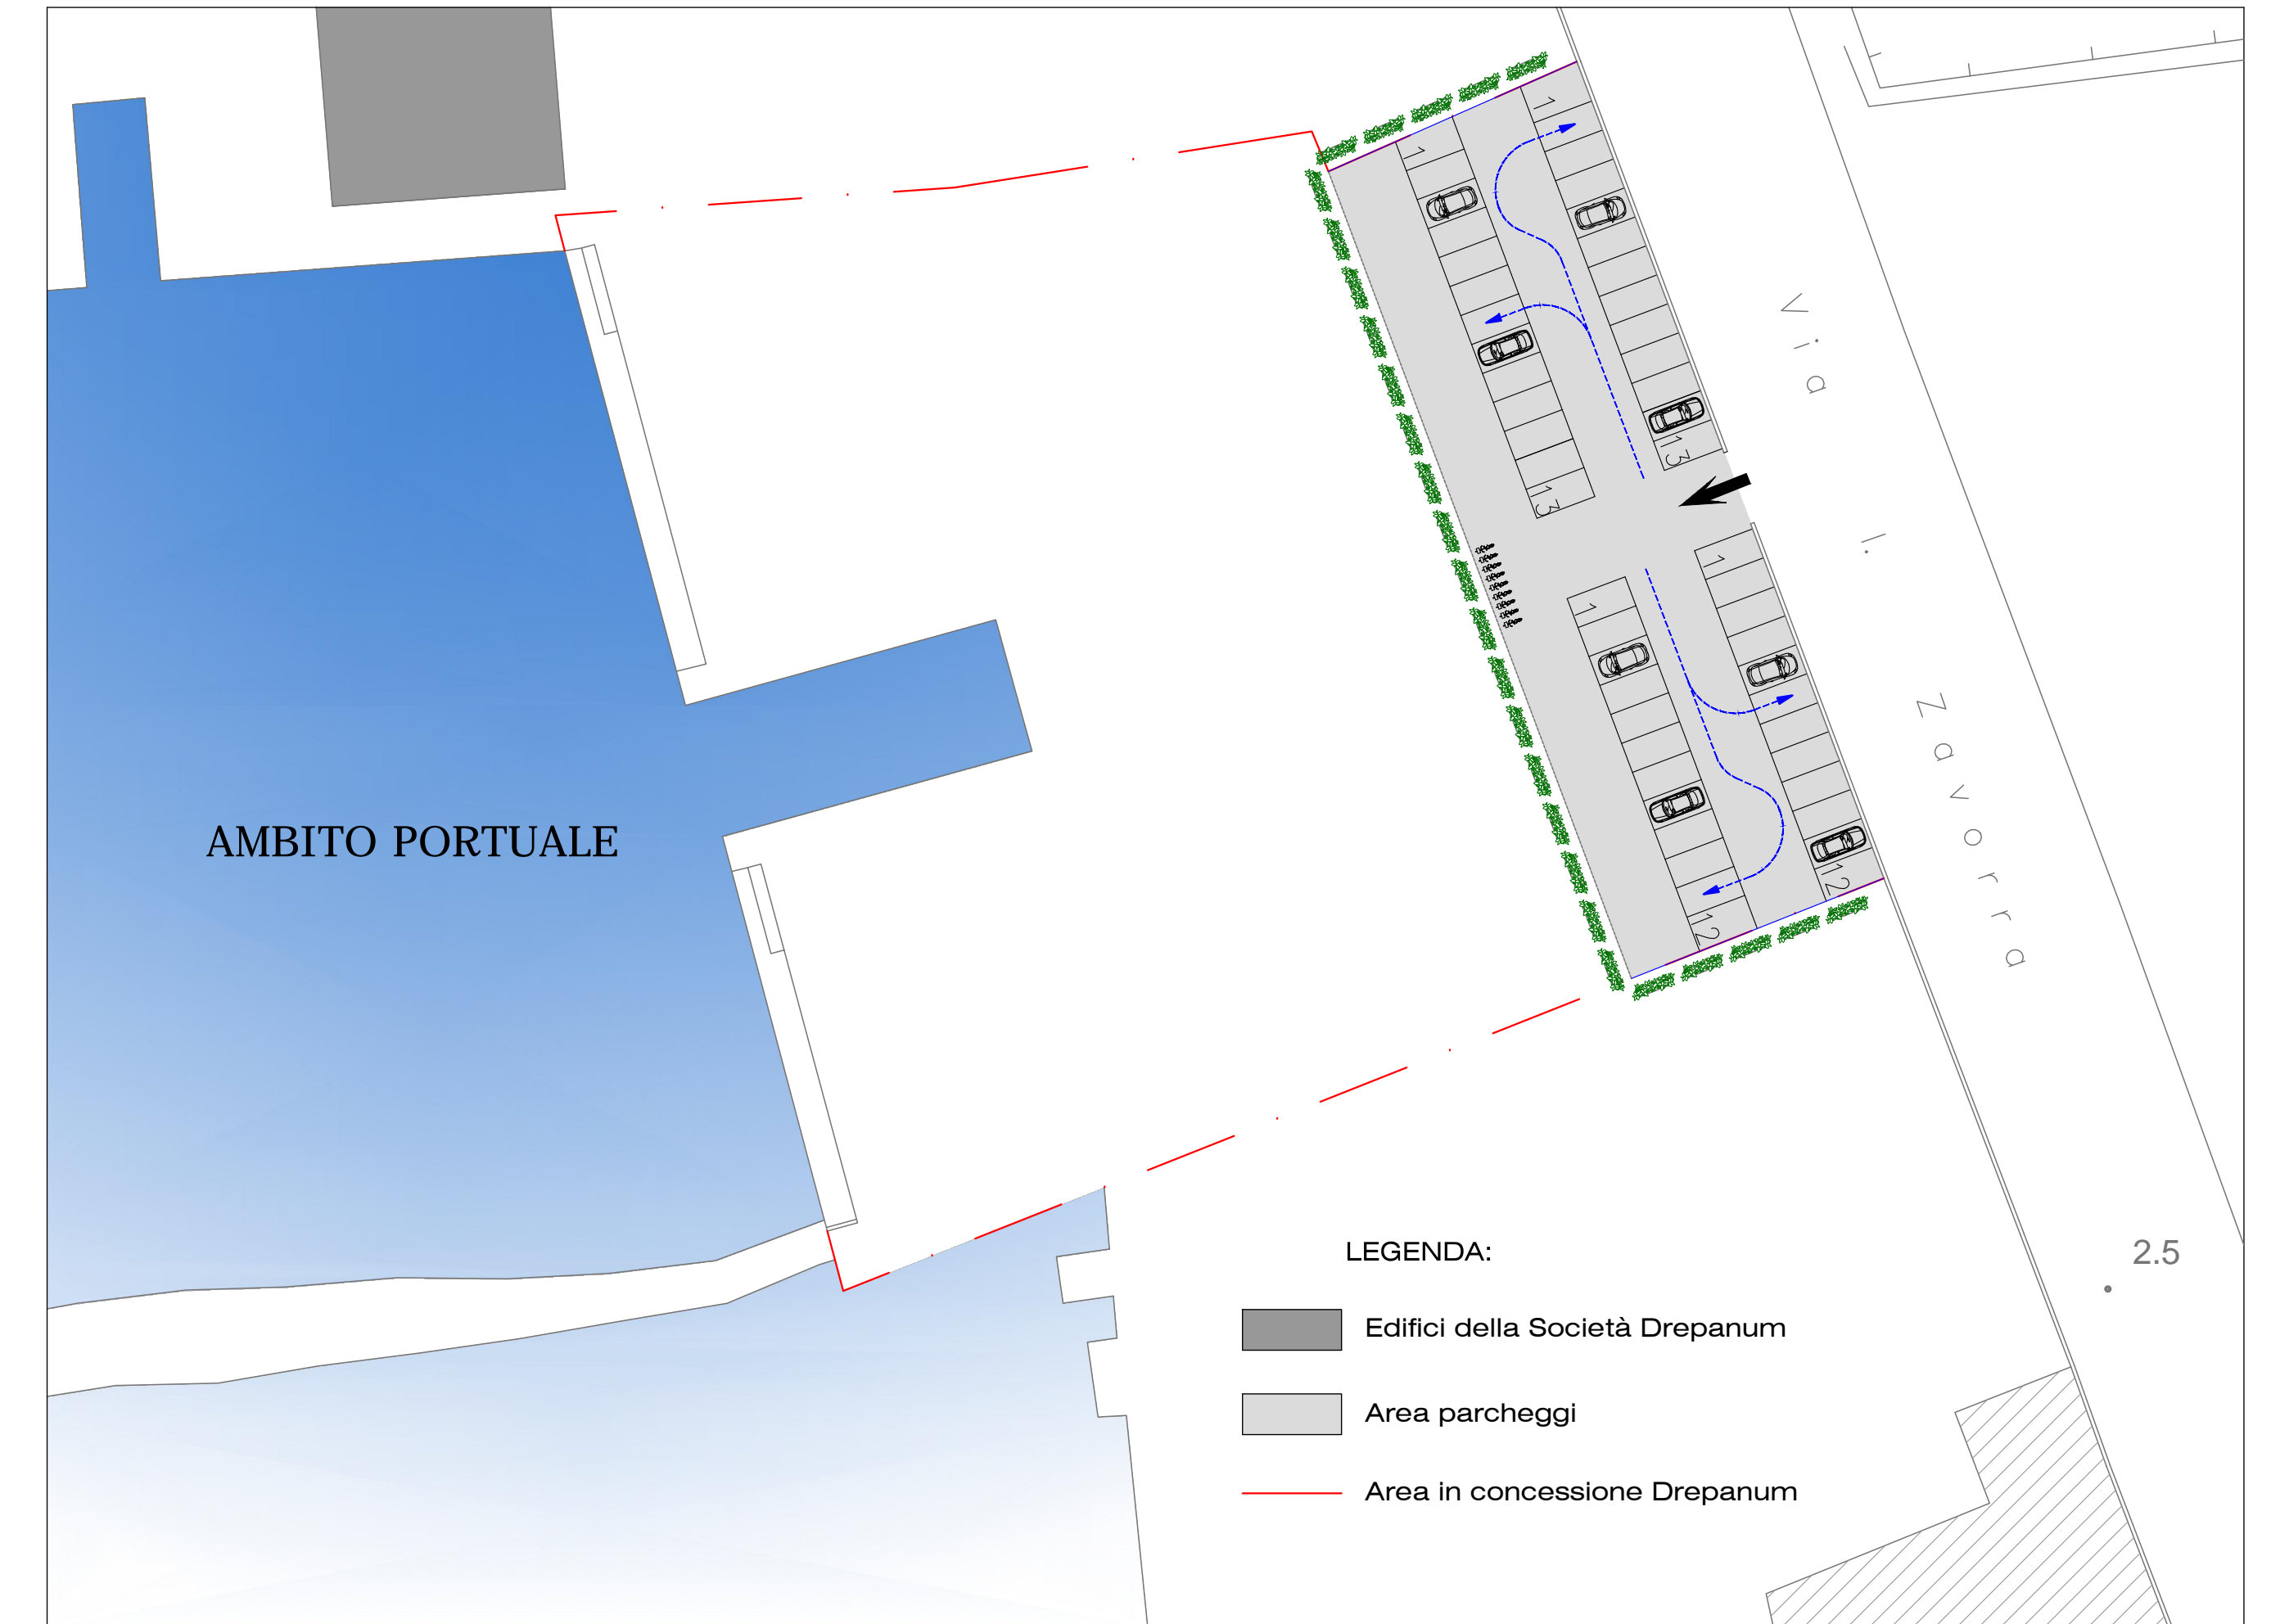 1
1
13
13
1
1
12
12
Via I. Zavorra
AMBITO PORTUALE
2.5
LEGENDA:
Edifici della Società Drepanum
Area parcheggi
Area in concessione Drepanum